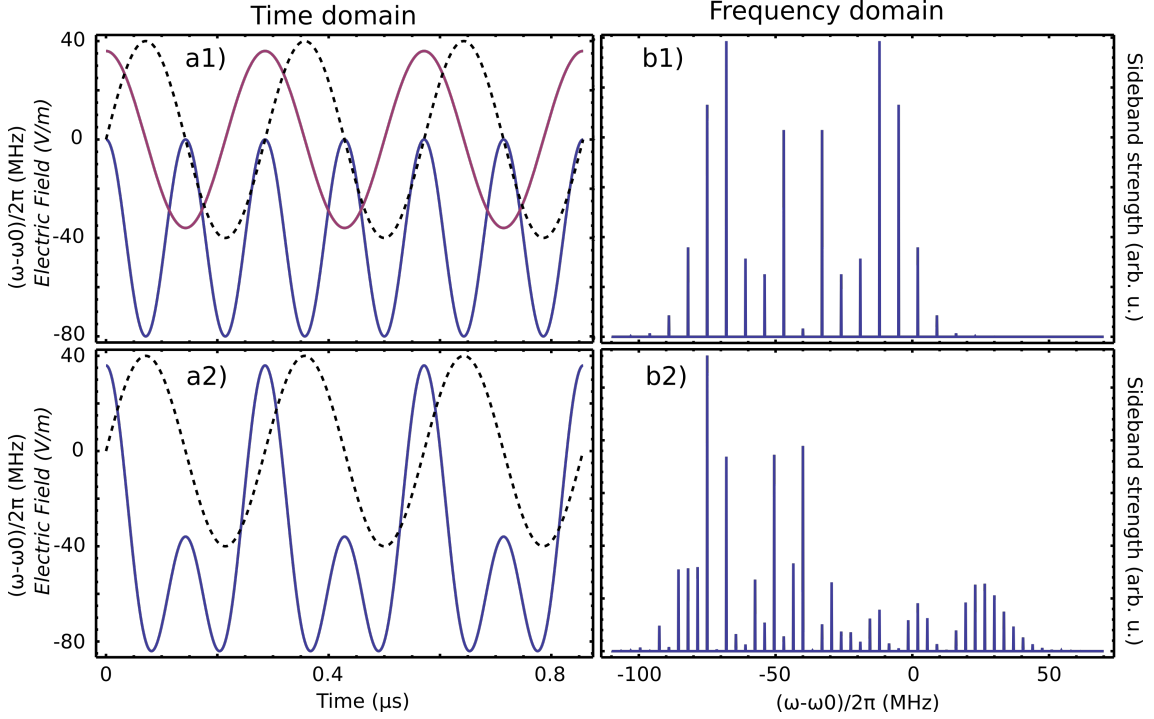 Time domain
Frequency domain
a1)
b1)
40
0
-40
-80
(ω-ω0)/2π (MHz)
Electric Field (V/m)
Sideband strength (arb. u.)
a2)
b2)
40
0
-40
-80
(ω-ω0)/2π (MHz)
Electric Field (V/m)
Sideband strength (arb. u.)
0 0.4 0.8
-100 -50 0 50
Time (μs)
(ω-ω0)/2π (MHz)